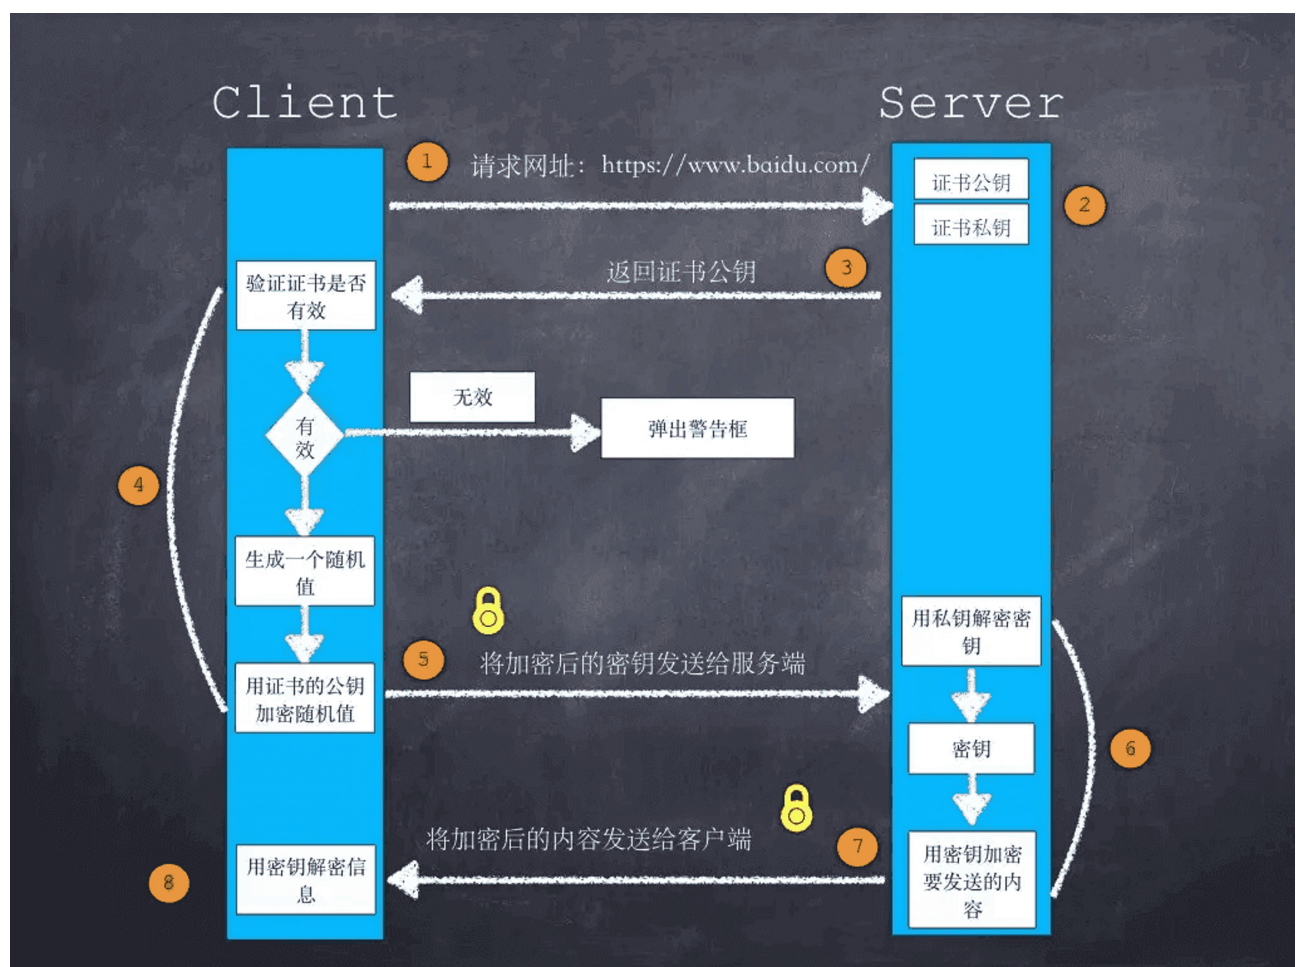 Client
Server
1
请求网址：https://www.baidu.com/
证书公钥
证书私钥
2
返回证书公钥
3
验证证书是否
有效
有
效
无效
弹出警告框
4
生成一个随机
值
用证书的公钥
加密随机值
5
将加密后的密钥发送给服务端
用私钥解密密
钥
密钥
用密钥加密
要发送的内
容
6
7
将加密后的内容发送给客户端
用密钥解密信
息
8